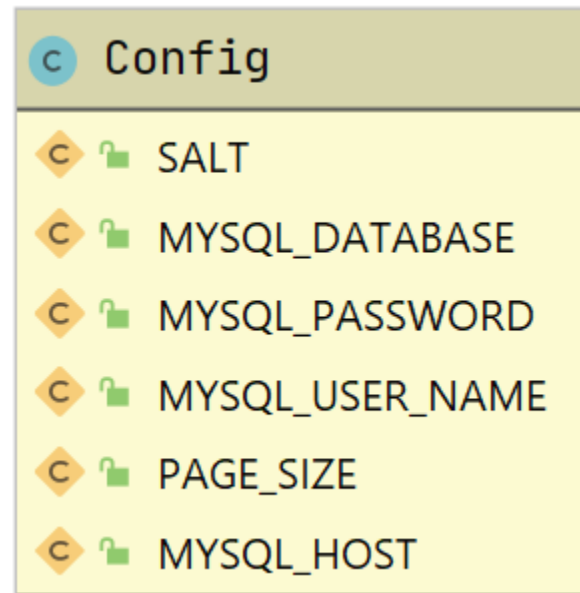 C Config
C SALT
C MYSQL_DATABASE
C MYSQL_PASSWORD
C MYSQL_USER_NAME
C PAGE_SIZE
C MYSQL_HOST